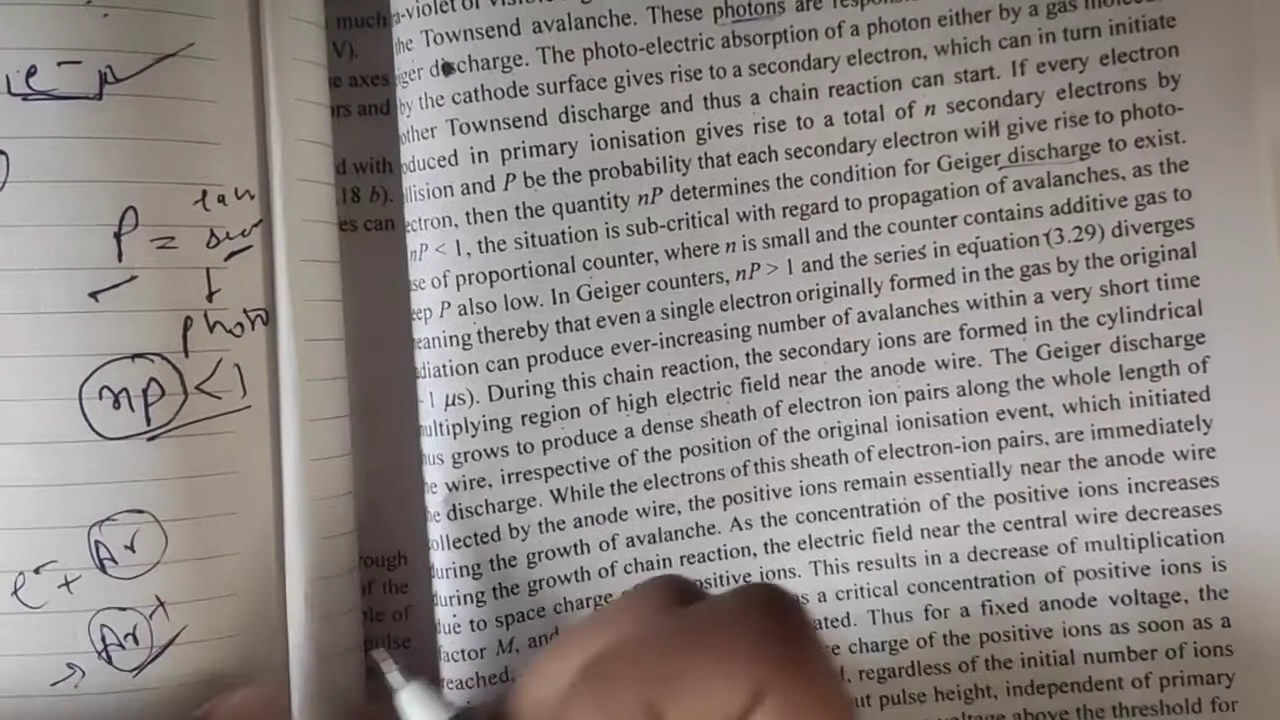 e⁻
P =
np < 1
e⁻ + Ar
Ar +
much
V).
e axes
rs and
d with
18 b).
es can
rough
if the
le of
pulse
a-violet or
the Townsend avalanche. These photons are
ger discharge. The photo-electric absorption of a photon either by a gas
by the cathode surface gives rise to a secondary electron, which can in turn initiate
other Townsend discharge and thus a chain reaction can start. If every electron
oduced in primary ionisation gives rise to a total of n secondary electrons by
llision and P be the probability that each secondary electron will give rise to photo-
ectron, then the quantity nP determines the condition for Geiger discharge to exist.
nP < 1, the situation is sub-critical with regard to propagation of avalanches, as the
se of proportional counter, where n is small and the counter contains additive gas to
eep P also low. In Geiger counters, nP > 1 and the series in equation (3.29) diverges
eaning thereby that even a single electron originally formed in the gas by the original
diation can produce ever-increasing number of avalanches within a very short time
1 μs). During this chain reaction, the secondary ions are formed in the cylindrical
ultiplying region of high electric field near the anode wire. The Geiger discharge
us grows to produce a dense sheath of electron ion pairs along the whole length of
e wire, irrespective of the position of the original ionisation event, which initiated
e discharge. While the electrons of this sheath of electron-ion pairs, are immediately
ollected by the anode wire, the positive ions remain essentially near the anode wire
during the growth of avalanche. As the concentration of the positive ions increases
during the growth of chain reaction, the electric field near the central wire decreases
due to space charge ositive ions. This results in a decrease of multiplication
factor M, and s a critical concentration of positive ions is
reached, ated. Thus for a fixed anode voltage, the
e charge of the positive ions as soon as a
, regardless of the initial number of ions
ut pulse height, independent of primary
voltage above the threshold for